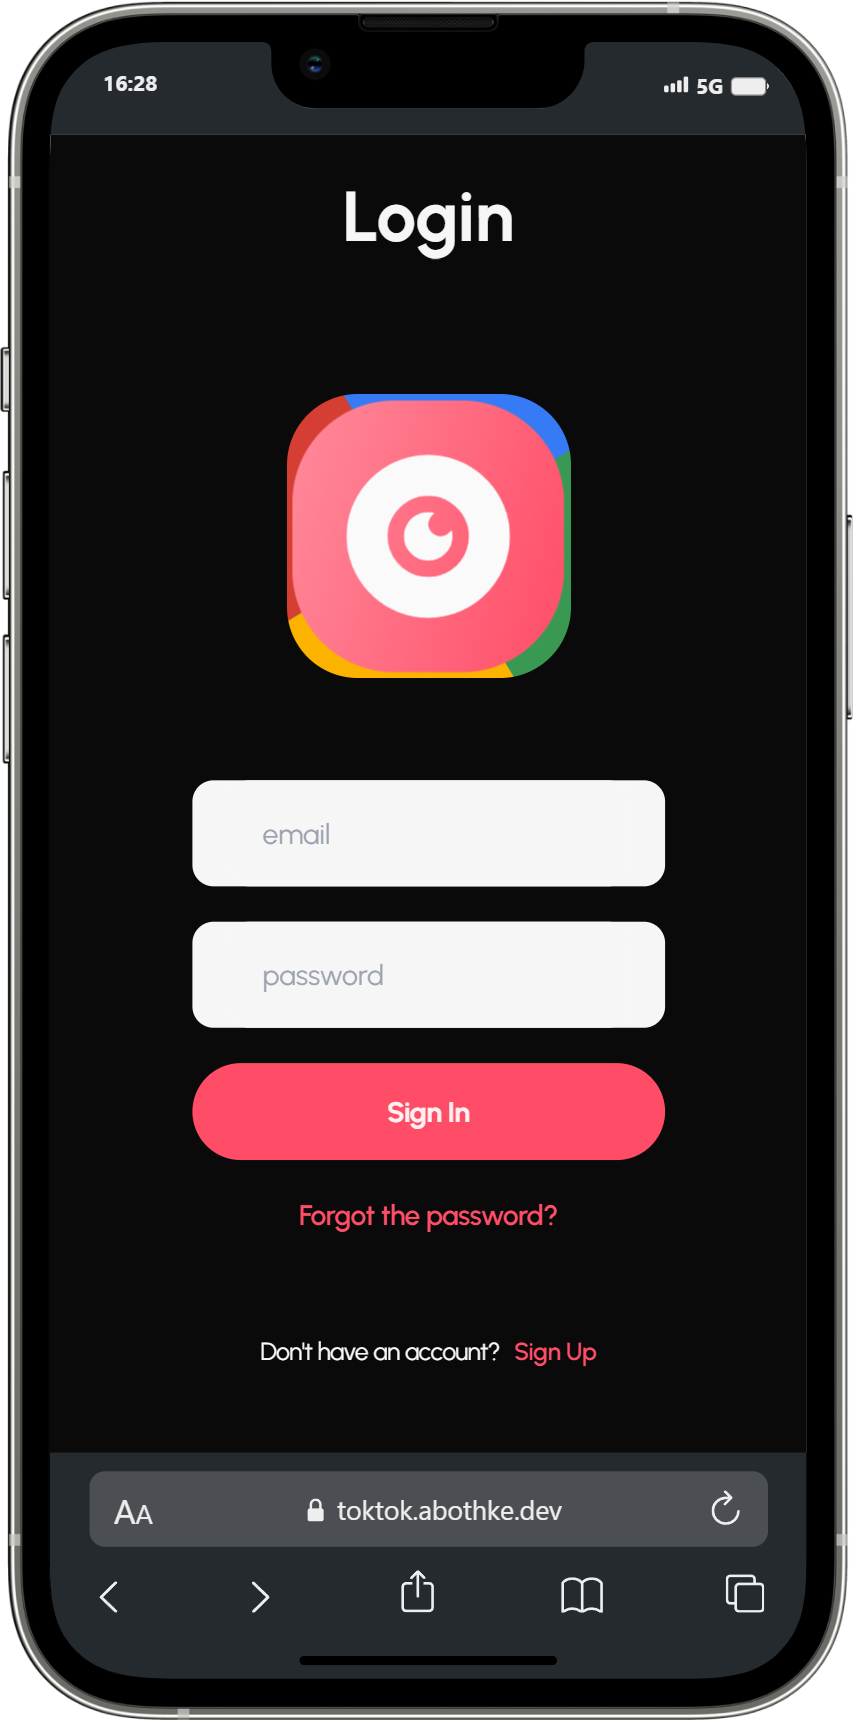 16:28
5G
Login
email
password
Sign In
Forgot the password?
Don't have an account? Sign Up
AA
toktok.abothke.dev